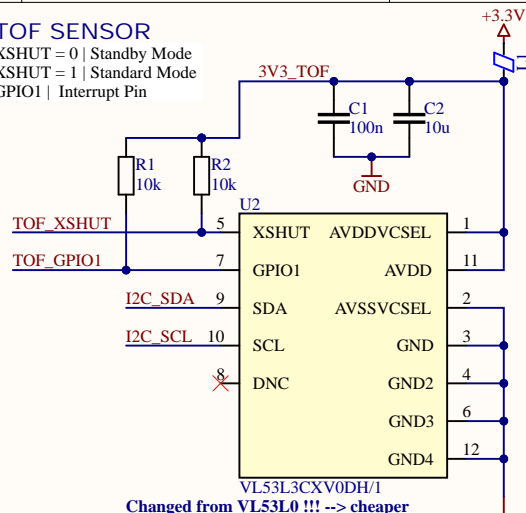 TOF SENSOR
XSHUT = 0 | Standby Mode
XSHUT = 1 | Standard Mode
GPIO1 | Interrupt Pin
+3.3V
3V3_TOF
C1
100n
C2
10u
GND
R1
10k
R2
10k
U2
TOF_XSHUT
5
XSHUT
AVDDVCSEL
1
TOF_GPIO1
7
GPIO1
AVDD
11
I2C_SDA
9
SDA
AVSSVCSEL
2
I2C_SCL
10
SCL
GND
3
8
DNC
GND2
4
GND3
6
GND4
12
VL53L3CXV0DH/1
Changed from VL53L0 !!! --> cheaper